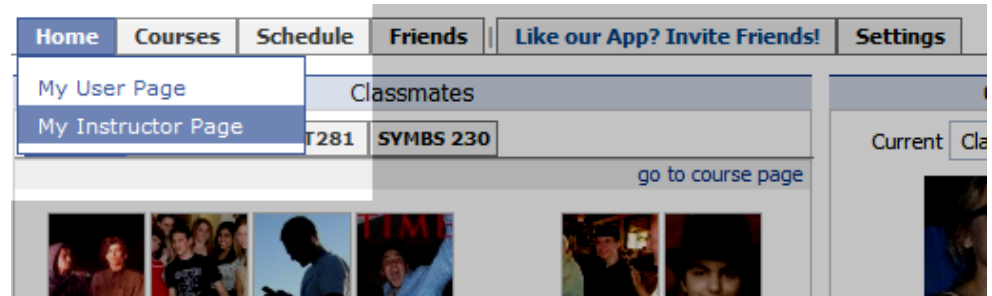 Home Courses Schedule Friends | Like our App? Invite Friends! Settings
My User Page
Classmates
My Instructor Page
T281 SYMBS 230
Current Cla
go to course page
TIME